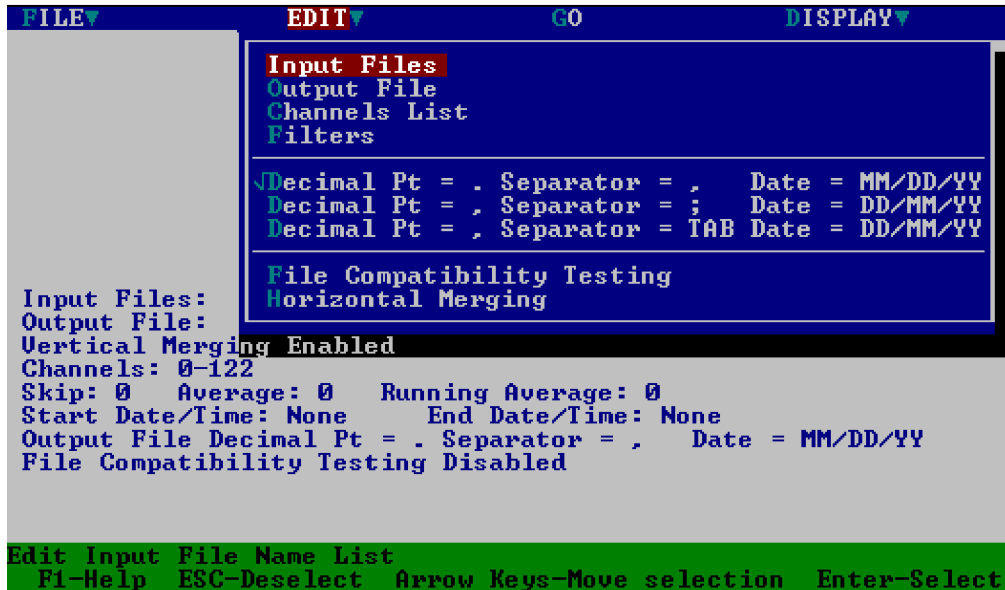 FILE▼ EDIT▼ GO DISPLAY▼
Input Files
Output File
Channels List
Filters
√Decimal Pt = . Separator = , Date = MM/DD/YY
Decimal Pt = , Separator = ; Date = DD/MM/YY
Decimal Pt = , Separator = TAB Date = DD/MM/YY
File Compatibility Testing
Horizontal Merging
Input Files:
Output File:
Vertical Merging Enabled
Channels: 0-122
Skip: 0 Average: 0 Running Average: 0
Start Date/Time: None End Date/Time: None
Output File Decimal Pt = . Separator = , Date = MM/DD/YY
File Compatibility Testing Disabled
Edit Input File Name List
F1-Help ESC-Deselect Arrow Keys-Move selection Enter-Select